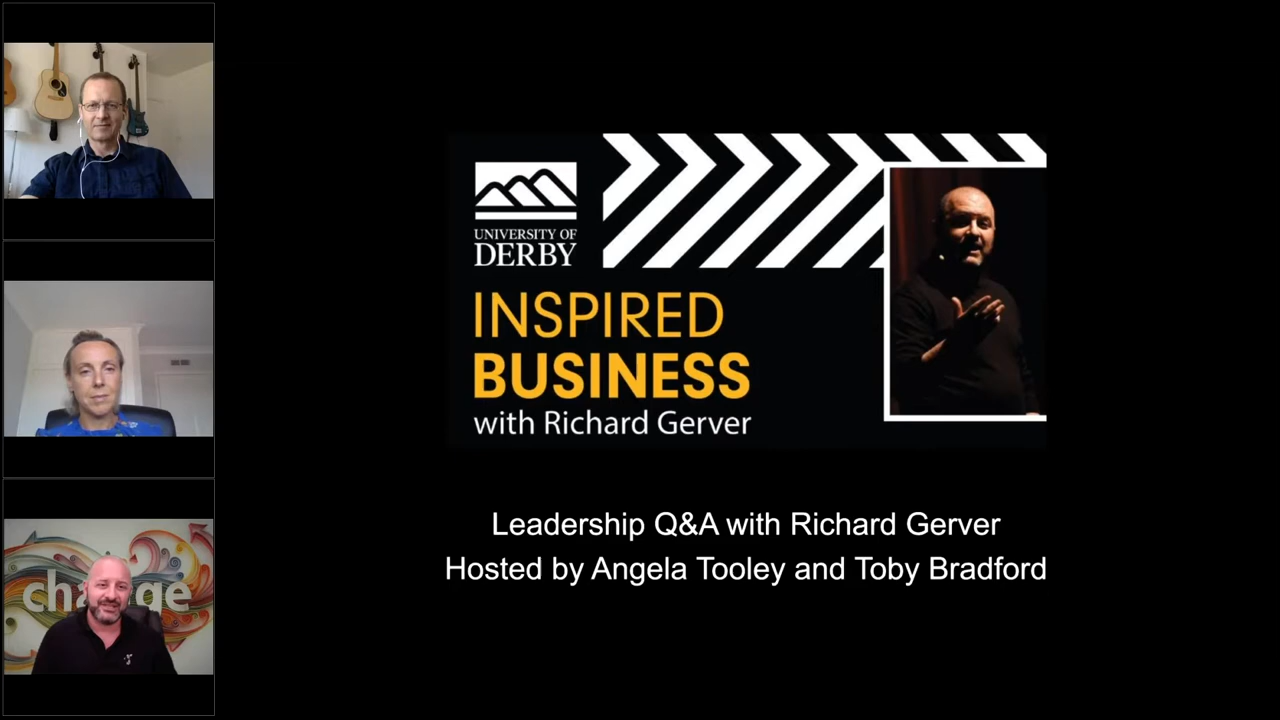 UNIVERSITY OF
DERBY
INSPIRED
BUSINESS
with Richard Gerver
Leadership Q&A with Richard Gerver
Hosted by Angela Tooley and Toby Bradford
change